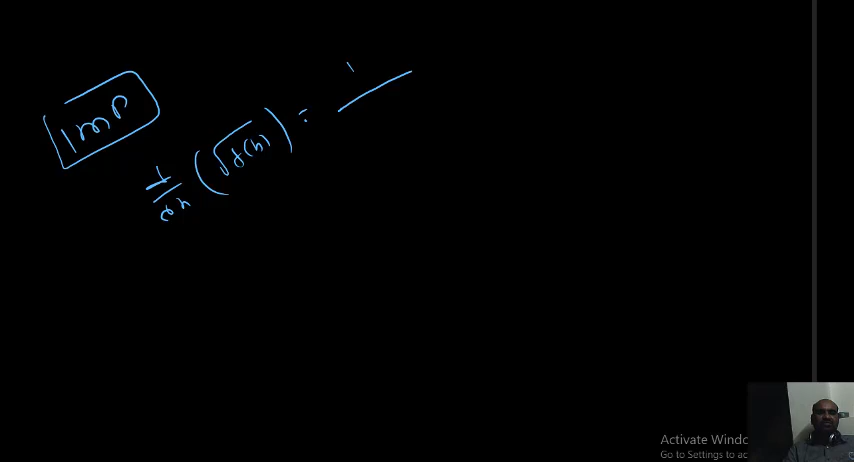 IMP
d/dx (√f(x)) = 1/
Activate Windo
Go to Settings to ac